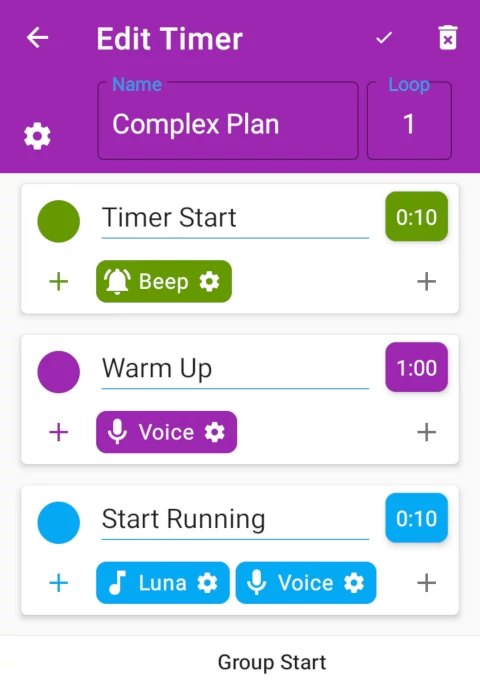 Edit Timer
Name
Loop
Complex Plan
1
Timer Start
0:10
Beep
Warm Up
1:00
Voice
Start Running
0:10
Luna
Voice
Group Start